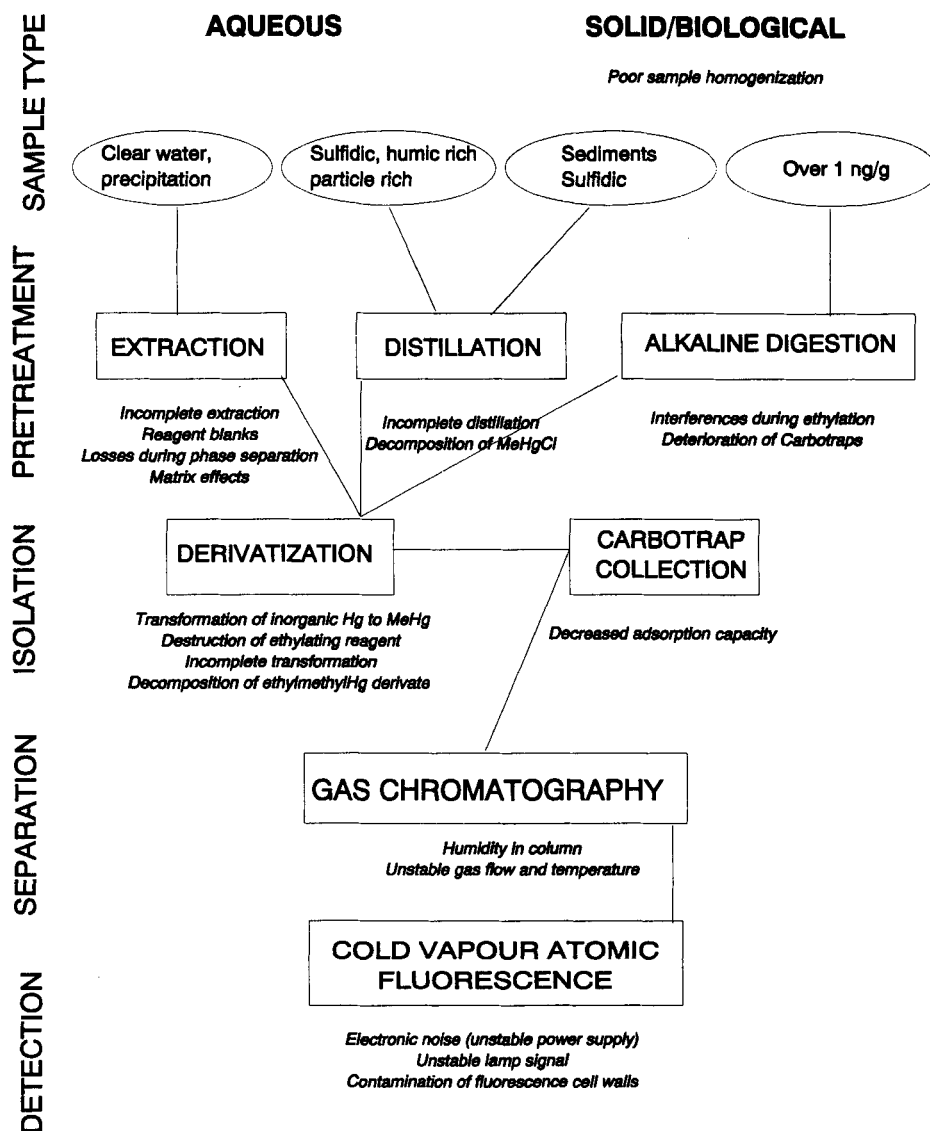 SAMPLE TYPE
AQUEOUS
SOLID/BIOLOGICAL
Poor sample homogenization
Clear water,
precipitation
Sulfidic, humic rich
particle rich
Sediments
Sulfidic
Over 1 ng/g
PRETREATMENT
EXTRACTION
DISTILLATION
ALKALINE DIGESTION
Incomplete extraction
Reagent blanks
Losses during phase separation
Matrix effects
Incomplete distillation
Decomposition of MeHgCl
Interferences during ethylation
Deterioration of Carbotraps
ISOLATION
DERIVATIZATION
CARBOTRAP
COLLECTION
Transformation of inorganic Hg to MeHg
Destruction of ethylating reagent
Incomplete transformation
Decomposition of ethylmethylHg derivate
Decreased adsorption capacity
SEPARATION
GAS CHROMATOGRAPHY
Humidity in column
Unstable gas flow and temperature
DETECTION
COLD VAPOUR ATOMIC
FLUORESCENCE
Electronic noise (unstable power supply)
Unstable lamp signal
Contamination of fluorescence cell walls